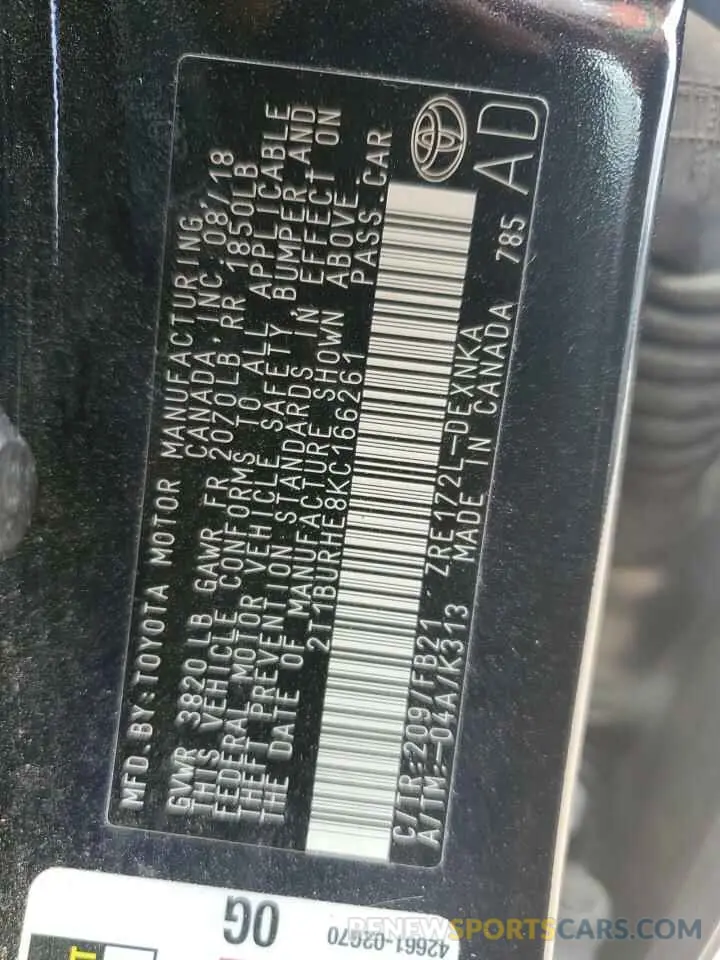 MFD.BY:TOYOTA MOTOR MANUFACTURING
CANADA, INC. 08/18
GVWR 3820LB GAWR FR 2070LB RR 1850LB
THIS VEHICLE CONFORMS TO ALL APPLICABLE
FEDERAL MOTOR VEHICLE SAFETY, BUMPER AND
THEFT PREVENTION STANDARDS IN EFFECT ON
THE DATE OF MANUFACTURE SHOWN ABOVE.
2T1BURHE8KC166261 PASS.CAR
C/TR:209/FB21 ZRE172L-DEXNKA
A/TM:-04A/K313 MADE IN CANADA 785
AD
OG
42661-02G70
RENEWSPORTSCARS.COM